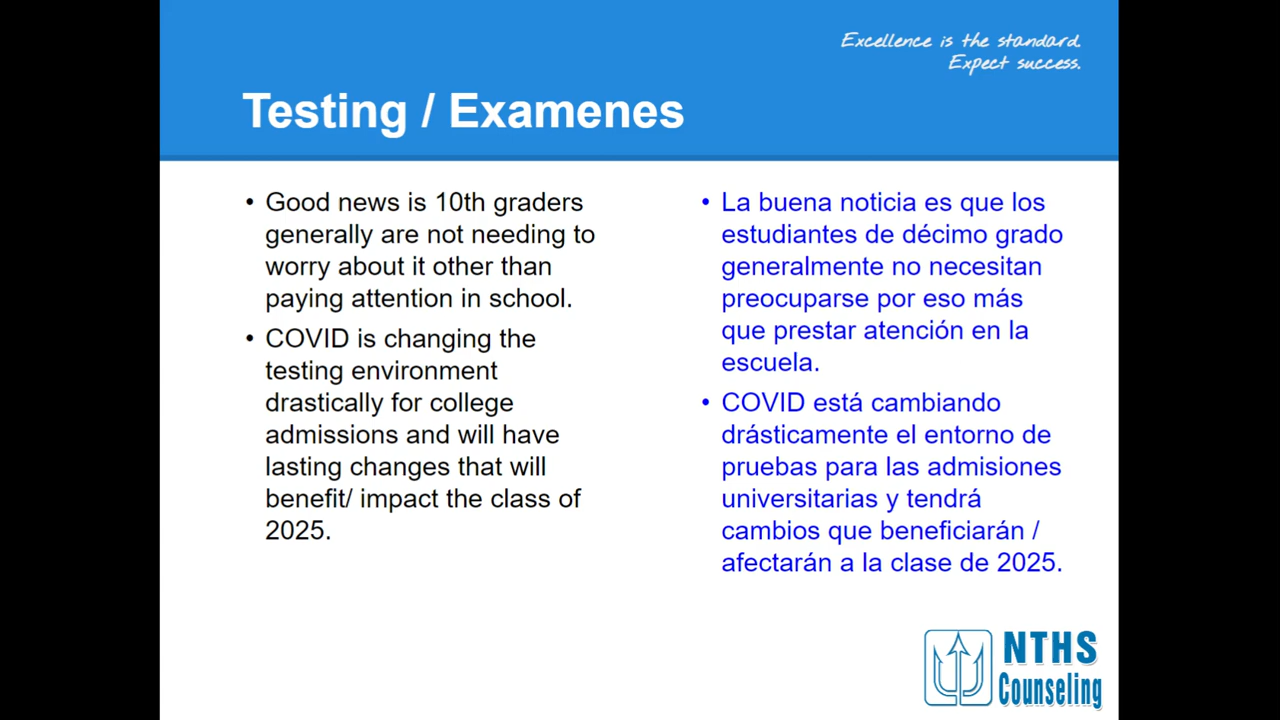 Excellence is the standard.
Expect success.
Testing / Examenes
• Good news is 10th graders
generally are not needing to
worry about it other than
paying attention in school.
• COVID is changing the
testing environment
drastically for college
admissions and will have
lasting changes that will
benefit/ impact the class of
2025.
• La buena noticia es que los
estudiantes de décimo grado
generalmente no necesitan
preocuparse por eso más
que prestar atención en la
escuela.
• COVID está cambiando
drásticamente el entorno de
pruebas para las admisiones
universitarias y tendrá
cambios que beneficiarán /
afectarán a la clase de 2025.
NTHS
Counseling